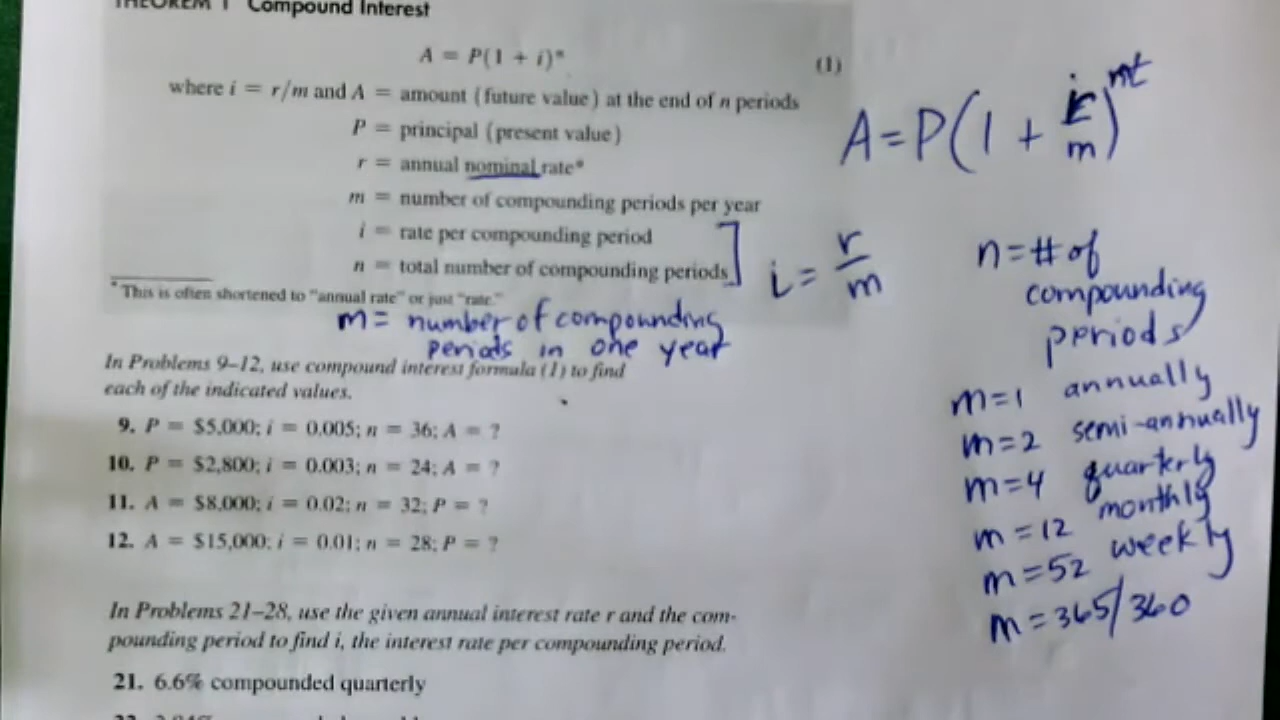 THEOREM 1 Compound Interest
A = P(1 + i)ⁿ (1)
where i = r/m and A = amount (future value) at the end of n periods
P = principal (present value)
r = annual nominal rate*
m = number of compounding periods per year
i = rate per compounding period
n = total number of compounding periods
*This is often shortened to "annual rate" or just "rate."
m = number of compounding
periods in one year
In Problems 9–12, use compound interest formula (1) to find
each of the indicated values.
9. P = $5,000; i = 0.005; n = 36; A = ?
10. P = $2,800; i = 0.003; n = 24; A = ?
11. A = $8,000; i = 0.02; n = 32; P = ?
12. A = $15,000; i = 0.01; n = 28; P = ?
In Problems 21–28, use the given annual interest rate r and the com-
pounding period to find i, the interest rate per compounding period.
21. 6.6% compounded quarterly
A = P(1 + r/m)^mt
i = r/m
n = # of
compounding
periods
m = 1 annually
m = 2 semi-annually
m = 4 quarterly
m = 12 monthly
m = 52 weekly
m = 365/360